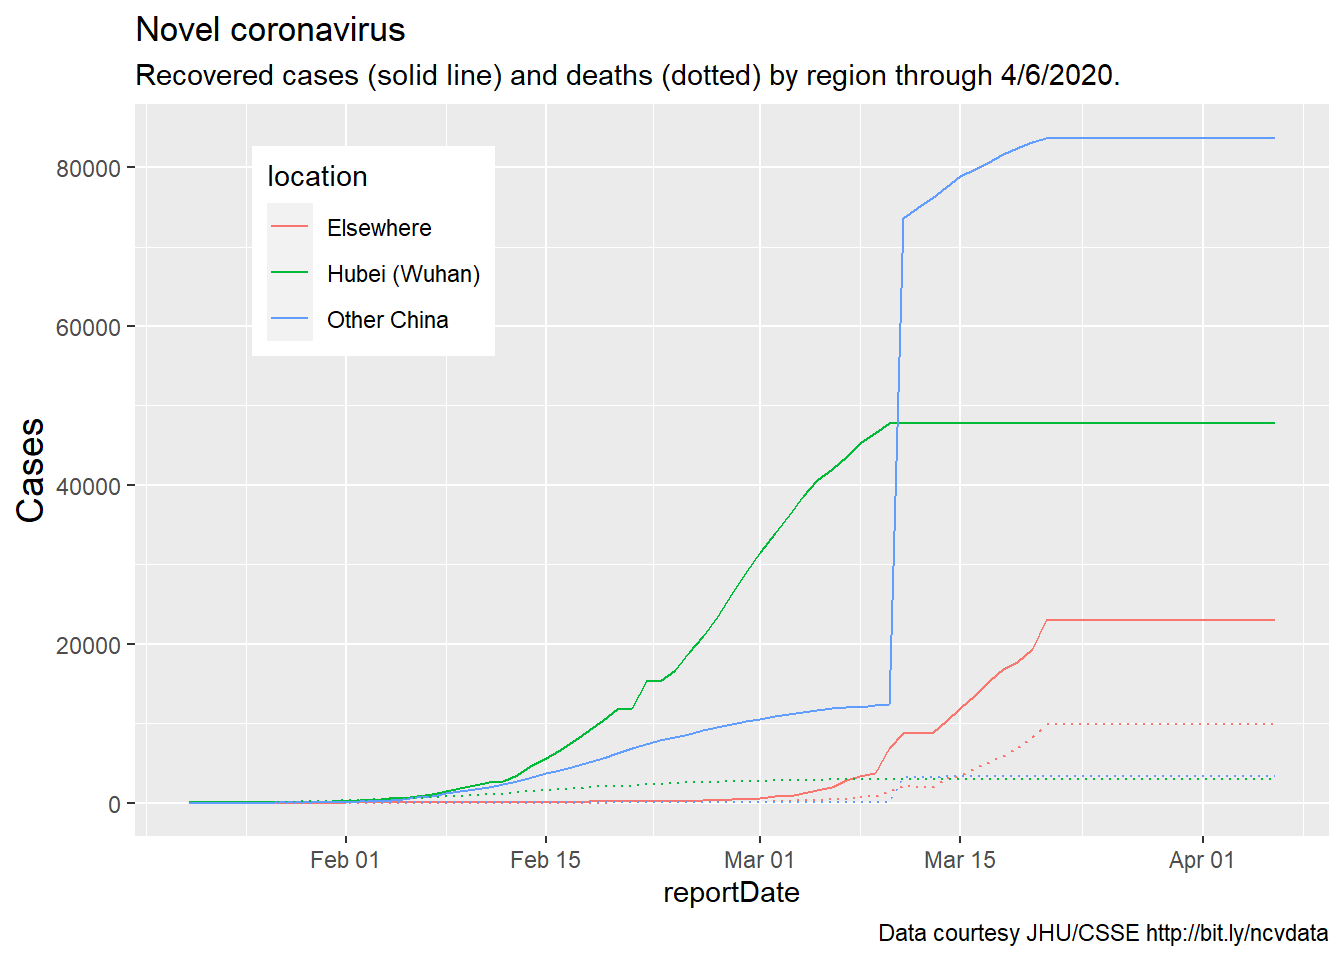 Novel coronavirus
Recovered cases (solid line) and deaths (dotted) by region through 4/6/2020.
location
Elsewhere
Hubei (Wuhan)
Other China
80000
60000
40000
20000
0
Cases
Feb 01
Feb 15
Mar 01
Mar 15
Apr 01
reportDate
Data courtesy JHU/CSSE http://bit.ly/ncvdata